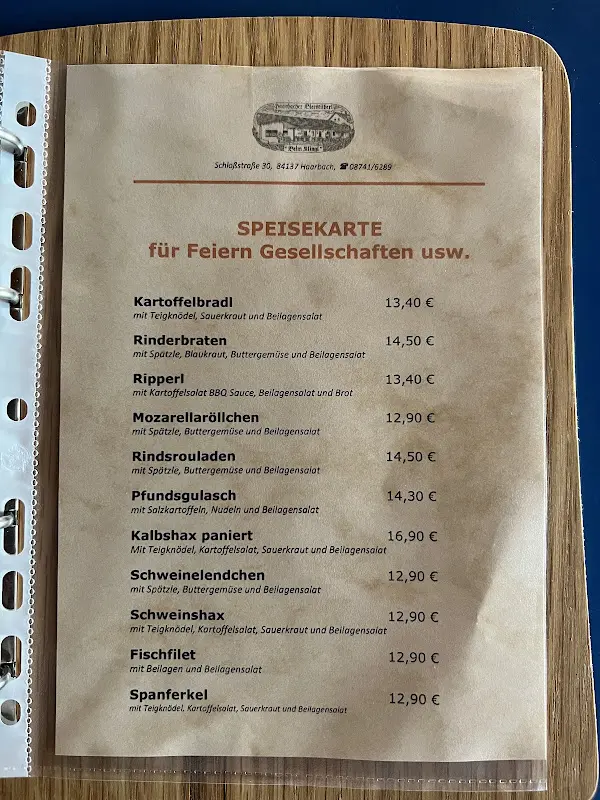 Haarbacher Bierstüberl
"Beim Kling"
Schloßstraße 30, 84137 Haarbach, ☎ 08741/6289
SPEISEKARTE
für Feiern Gesellschaften usw.
Kartoffelbradl 13,40 €
mit Teigknödel, Sauerkraut und Beilagensalat
Rinderbraten 14,50 €
mit Spätzle, Blaukraut, Buttergemüse und Beilagensalat
Ripperl 13,40 €
mit Kartoffelsalat BBQ Sauce, Beilagensalat und Brot
Mozarellaröllchen 12,90 €
mit Spätzle, Buttergemüse und Beilagensalat
Rindsrouladen 14,50 €
mit Spötzle, Buttergemüse und Beilagensalat
Pfundsgulasch 14,30 €
mit Salzkartoffeln, Nudeln und Beilagensalat
Kalbshax paniert 16,90 €
Mit Teigknödel, Kartoffelsalat, Sauerkraut und Beilagensalat
Schweinelendchen 12,90 €
mit Spätzle, Buttergemüse und Beilagensalat
Schweinshax 12,90 €
mit Teigknödel, Kartoffelsalat, Sauerkraut und Beilagensalat
Fischfilet 12,90 €
mit Beilagen und Beilagensalat
Spanferkel 12,90 €
mit Teigknödel, Kartoffelsalat, Sauerkraut und Beilagensalat